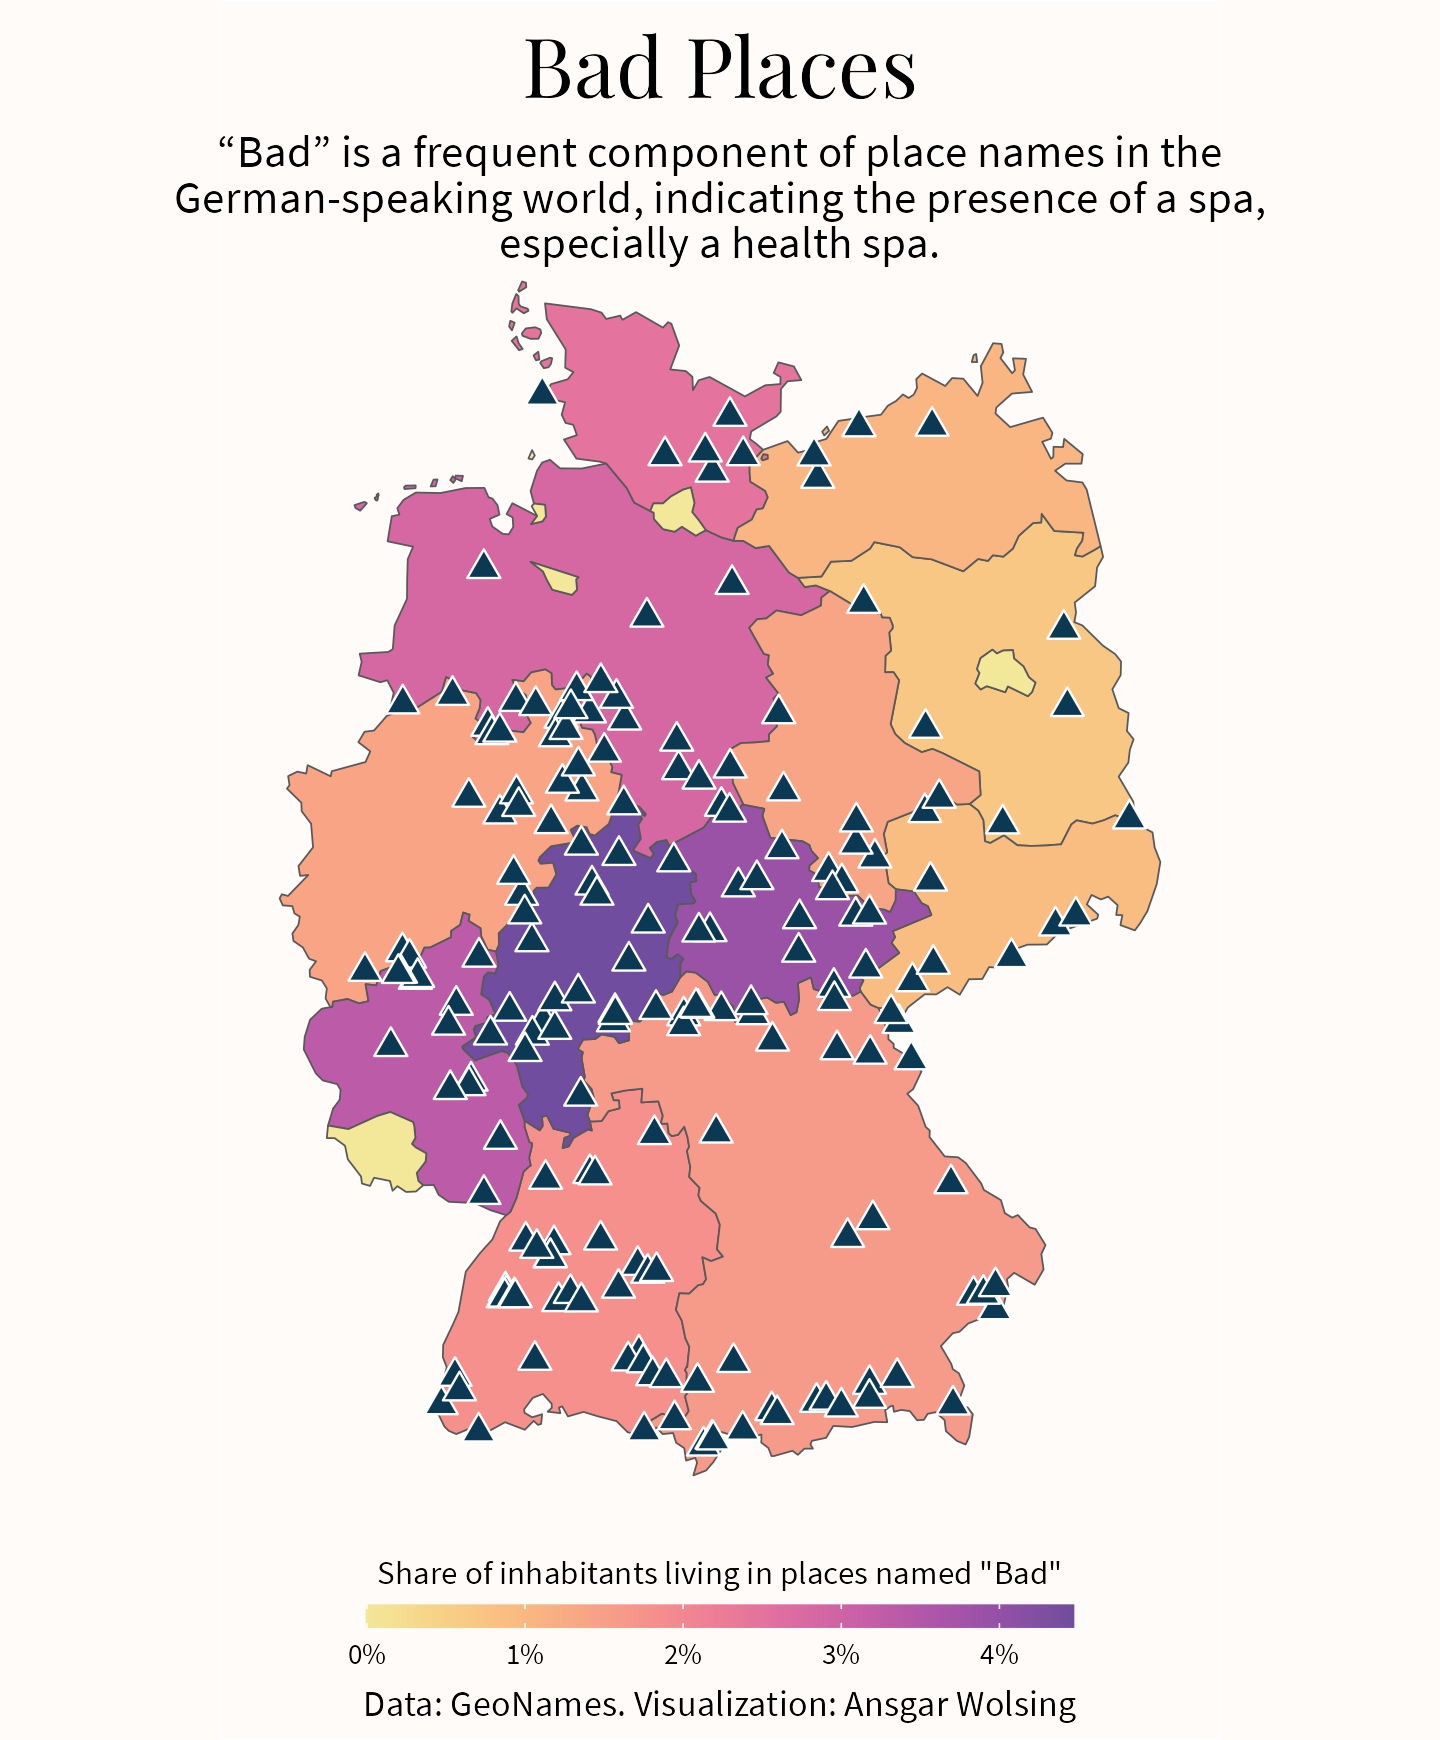 Bad Places
“Bad” is a frequent component of place names in the
German-speaking world, indicating the presence of a spa,
especially a health spa.
Share of inhabitants living in places named "Bad"
0% 1% 2% 3% 4%
Data: GeoNames. Visualization: Ansgar Wolsing